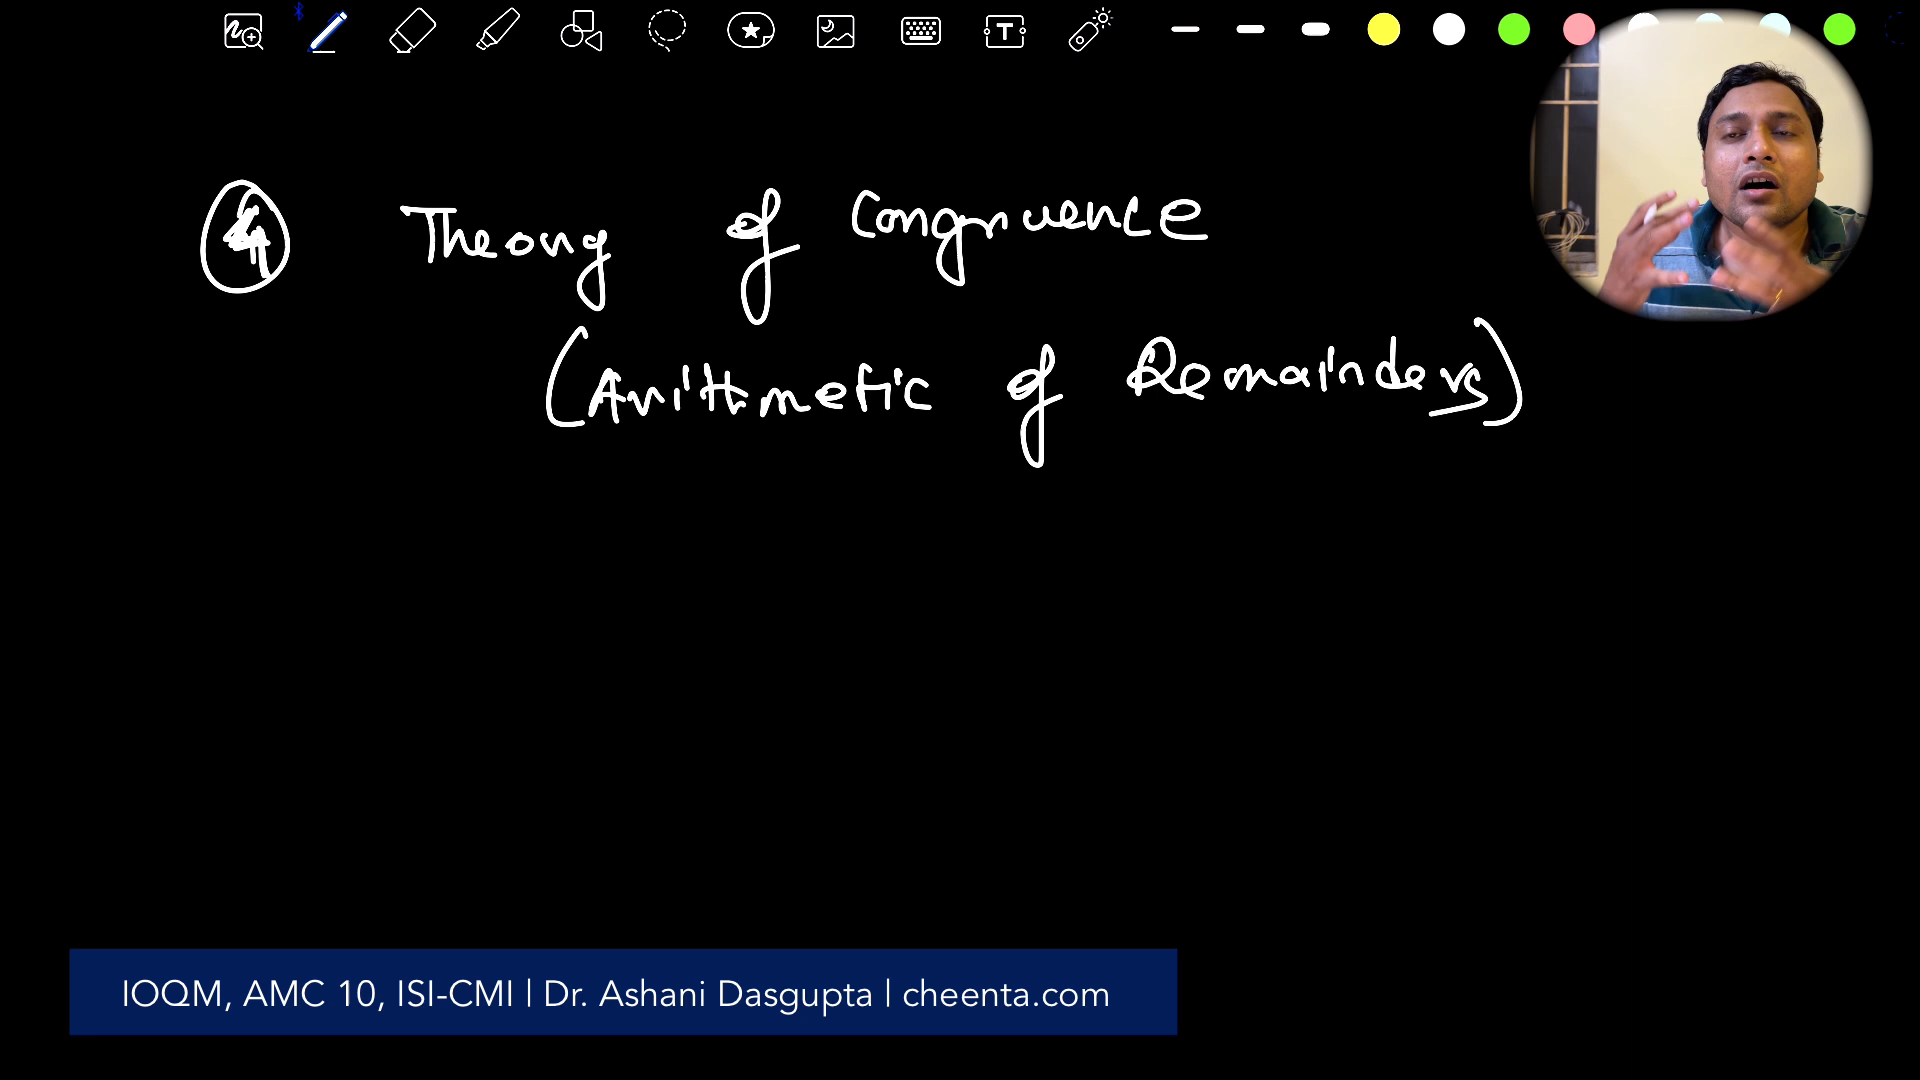 4 Theory of Congruence
(Arithmetic of Remainders)
IOQM, AMC 10, ISI-CMI | Dr. Ashani Dasgupta | cheenta.com